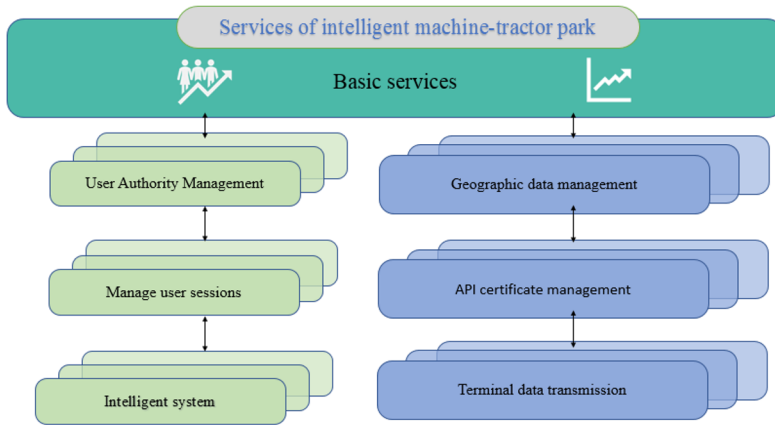 Services of intelligent machine-tractor park
Basic services
User Authority Management
Geographic data management
Manage user sessions
API certificate management
Intelligent system
Terminal data transmission